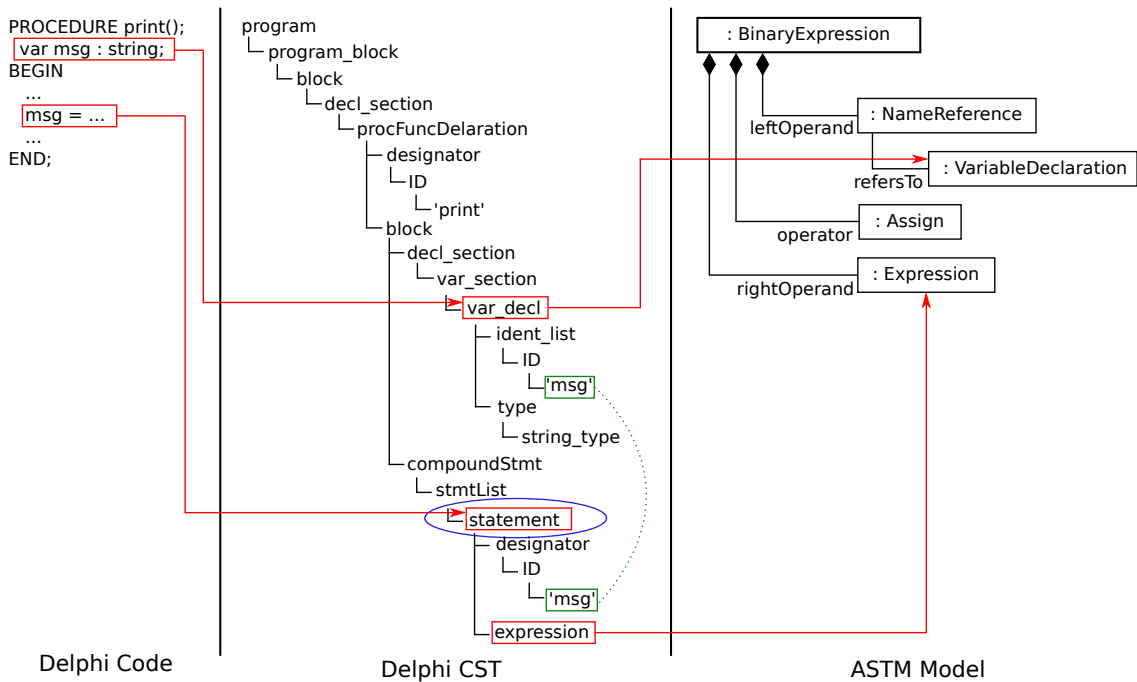 PROCEDURE print();
var msg : string;
BEGIN
...
msg = ...
...
END;
Delphi Code
program
program_block
block
decl_section
procFuncDelaration
designator
ID
'print'
block
decl_section
var_section
var_decl
ident_list
ID
'msg'
type
string_type
compoundStmt
stmtList
statement
designator
ID
'msg'
expression
Delphi CST
: BinaryExpression
: NameReference
leftOperand
: VariableDeclaration
refersTo
: Assign
operator
: Expression
rightOperand
ASTM Model